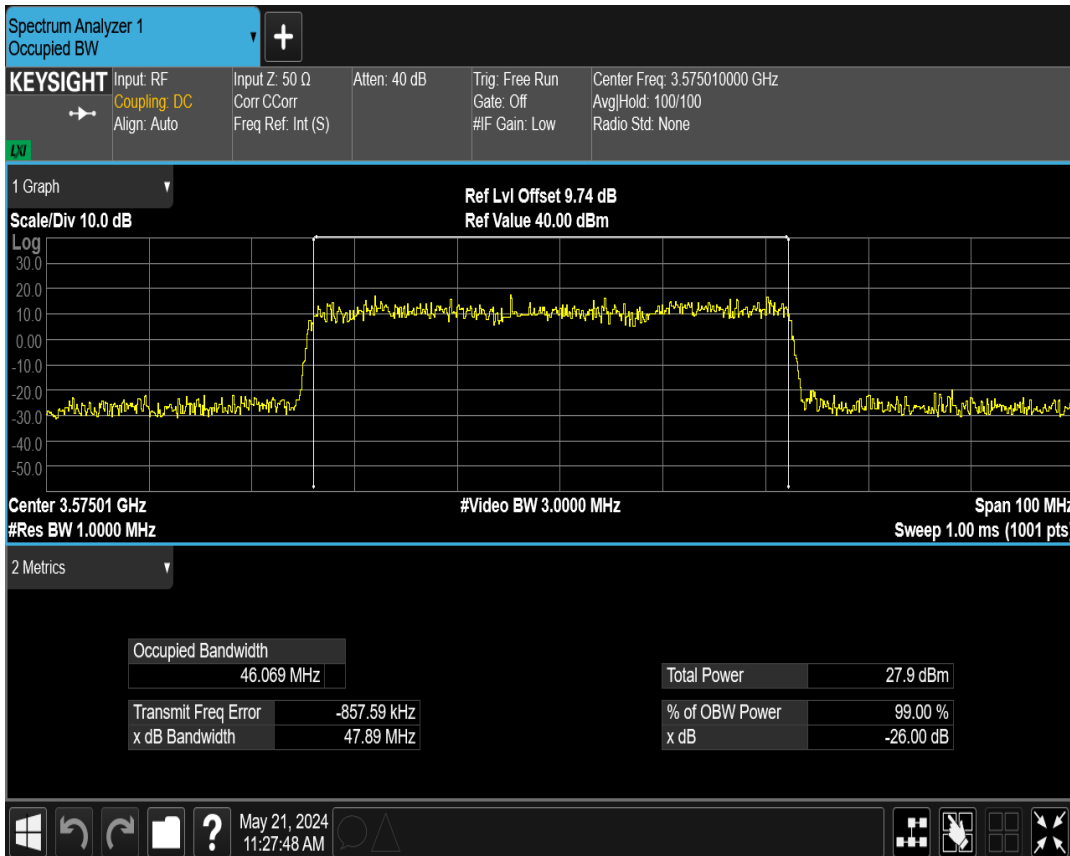 Spectrum Analyzer 1
Occupied BW
+
KEYSIGHT
LXI
Input: RF
Coupling: DC
Align: Auto
Input Z: 50 Ω
Corr CCorr
Freq Ref: Int (S)
Atten: 40 dB
Trig: Free Run
Gate: Off
#IF Gain: Low
Center Freq: 3.575010000 GHz
Avg|Hold: 100/100
Radio Std: None
1 Graph
Ref Lvl Offset 9.74 dB
Scale/Div 10.0 dB
Ref Value 40.00 dBm
Log
30.0
20.0
10.0
0.00
-10.0
-20.0
-30.0
-40.0
-50.0
Center 3.57501 GHz
#Video BW 3.0000 MHz
Span 100 MHz
#Res BW 1.0000 MHz
Sweep 1.00 ms (1001 pts)
2 Metrics
Occupied Bandwidth
46.069 MHz
Total Power 27.9 dBm
Transmit Freq Error -857.59 kHz
% of OBW Power 99.00 %
x dB Bandwidth 47.89 MHz
x dB -26.00 dB
?
May 21, 2024
11:27:48 AM